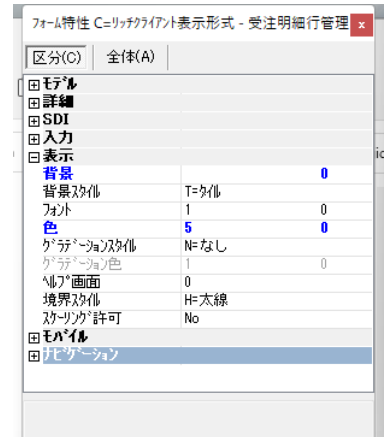 フォーム特性 C=リッチクライアント表示形式 - 受注明細行管理 x
区分(C) 全体(A)
モデル
詳細
SDI
入力
表示
背景 0
背景スタイル T=タイル
フォント 1 0
色 5 0
グラデーションスタイル N=なし
グラデーション色 1 0
ヘルプ画面 0
境界スタイル H=太線
スケーリング許可 No
モバイル
ナビゲーション